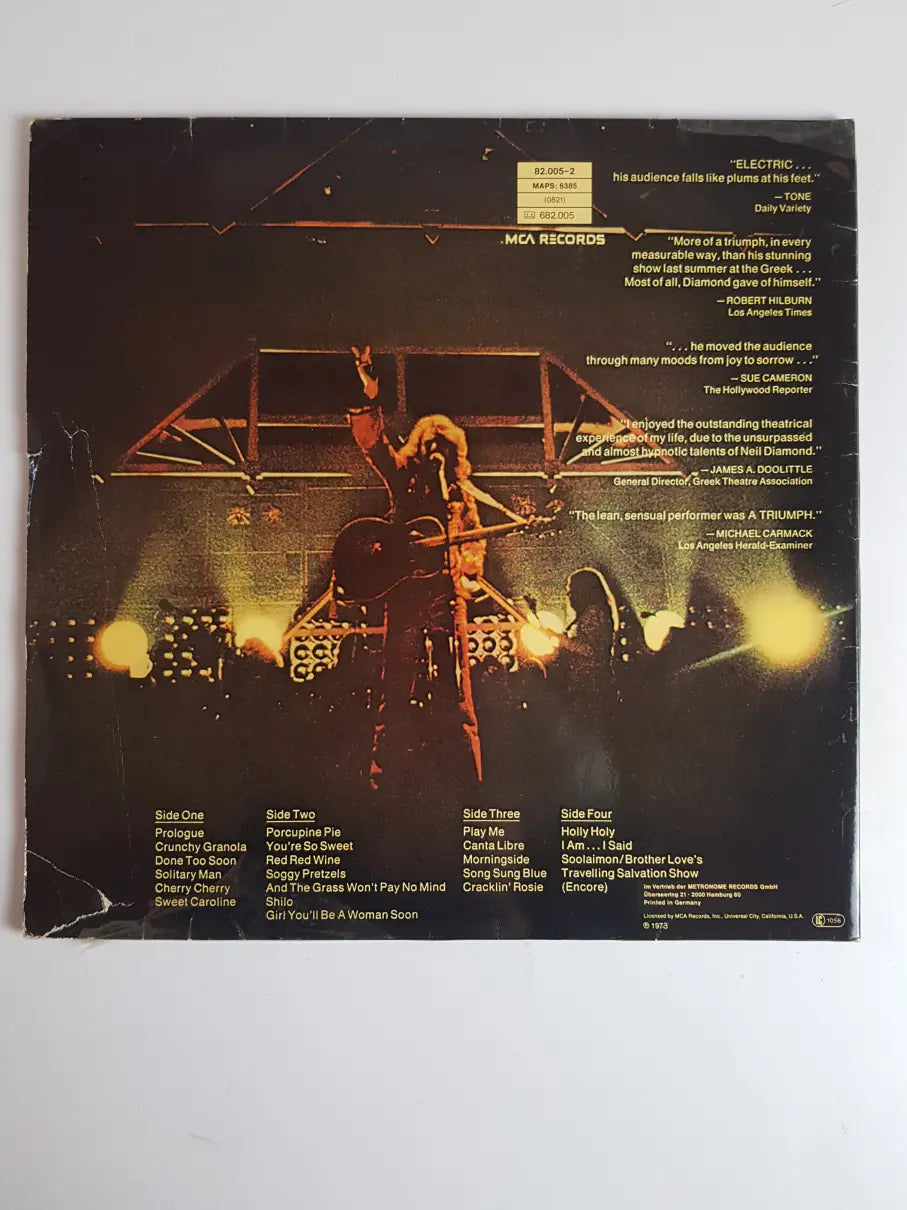 82.005-2
MAPS: 6385
(0821)
682.005
MCA RECORDS
"ELECTRIC...
his audience falls like plums at his feet."
—TONE
Daily Variety
"More of a triumph, in every
measurable way, than his stunning
show last summer at the Greek...
Most of all, Diamond gave of himself."
—ROBERT HILBURN
Los Angeles Times
"... he moved the audience
through many moods from joy to sorrow..."
—SUE CAMERON
The Hollywood Reporter
"I enjoyed the outstanding theatrical
experience of my life, due to the unsurpassed
and almost hypnotic talents of Neil Diamond."
—JAMES A. DOOLITTLE
General Director, Greek Theatre Association
"The lean, sensual performer was A TRIUMPH."
—MICHAEL CARMACK
Los Angeles Herald-Examiner
Side One
Prologue
Crunchy Granola
Done Too Soon
Solitary Man
Cherry Cherry
Sweet Caroline
Side Two
Porcupine Pie
You're So Sweet
Red Red Wine
Soggy Pretzels
And The Grass Won't Pay No Mind
Shilo
Girl You'll Be A Woman Soon
Side Three
Play Me
Canta Libre
Morningside
Song Sung Blue
Cracklin' Rosie
Side Four
Holly Holy
I Am... I Said
Soolaimon/Brother Love's
Travelling Salvation Show
(Encore)
Im Vertrieb der METRONOME RECORDS GmbH
Überseering 21 · 2000 Hamburg 60
Printed in Germany
Licensed by MCA Records, Inc., Universal City, California, U.S.A.
℗ 1973
LC 1056